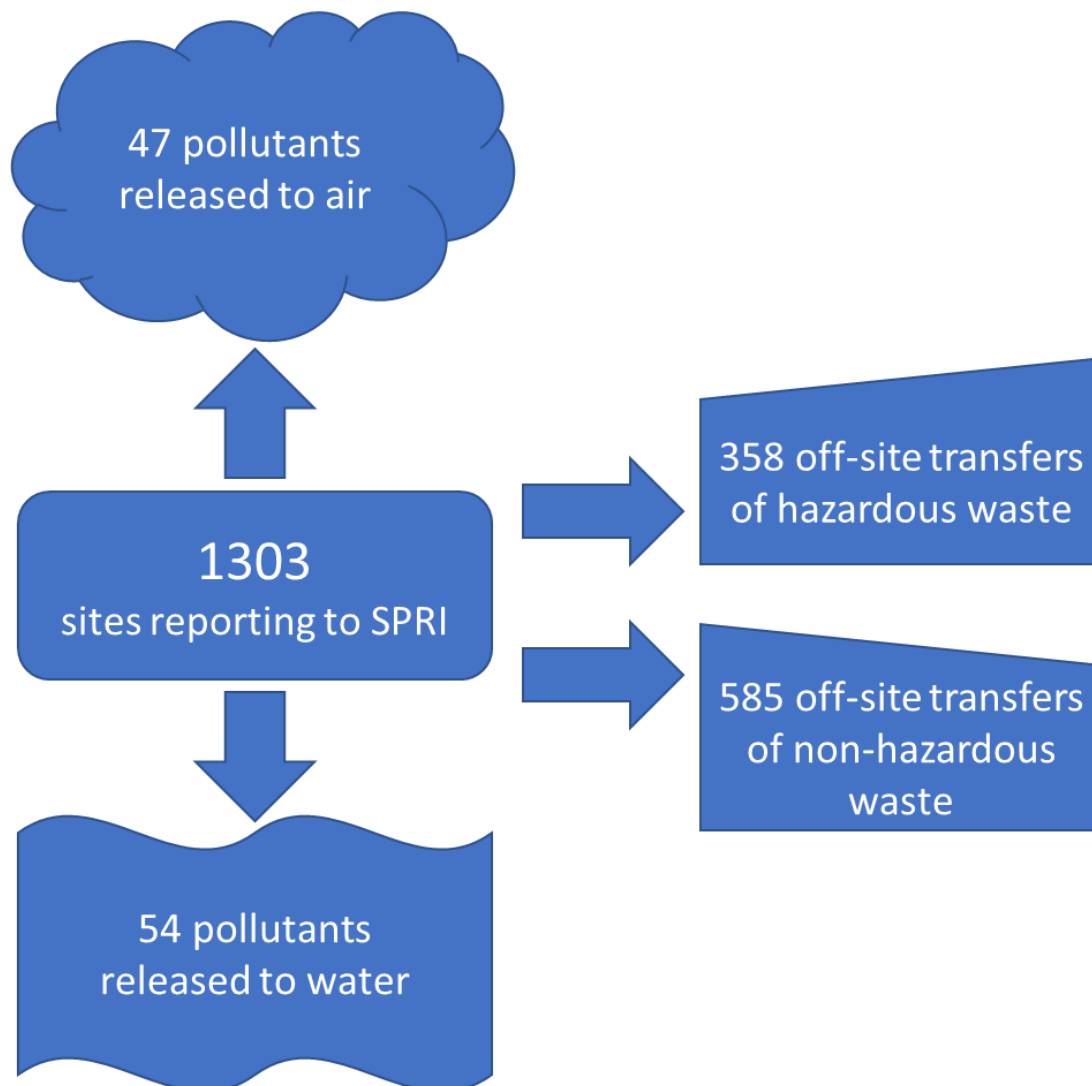 47 pollutants
released to air
1303
sites reporting to SPRI
358 off-site transfers
of hazardous waste
585 off-site transfers
of non-hazardous
waste
54 pollutants
released to water